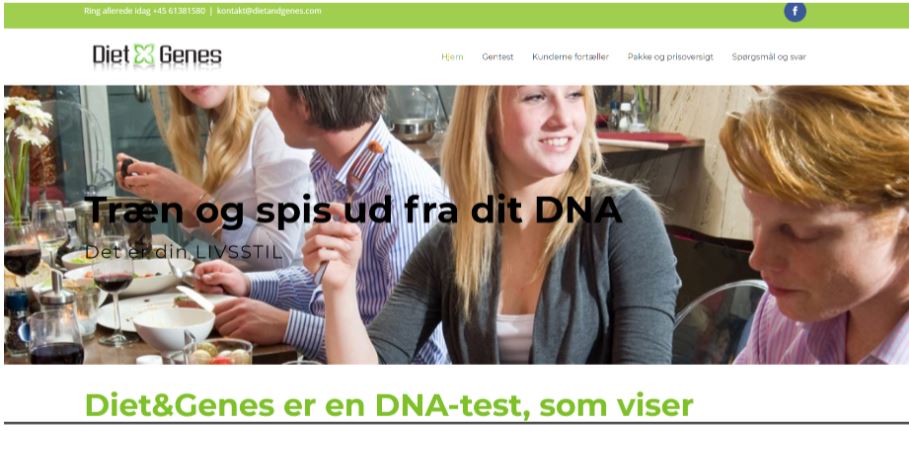 Ring allerede idag +45 61381580 | kontakt@dietandgenes.com
f
Diet Genes
Hjem Gentest Kunderne fortæller Pakke og prisoversigt Spørgsmål og svar
Træn og spis ud fra dit DNA
Det er din LIVSSTIL
Diet&Genes er en DNA-test, som viser